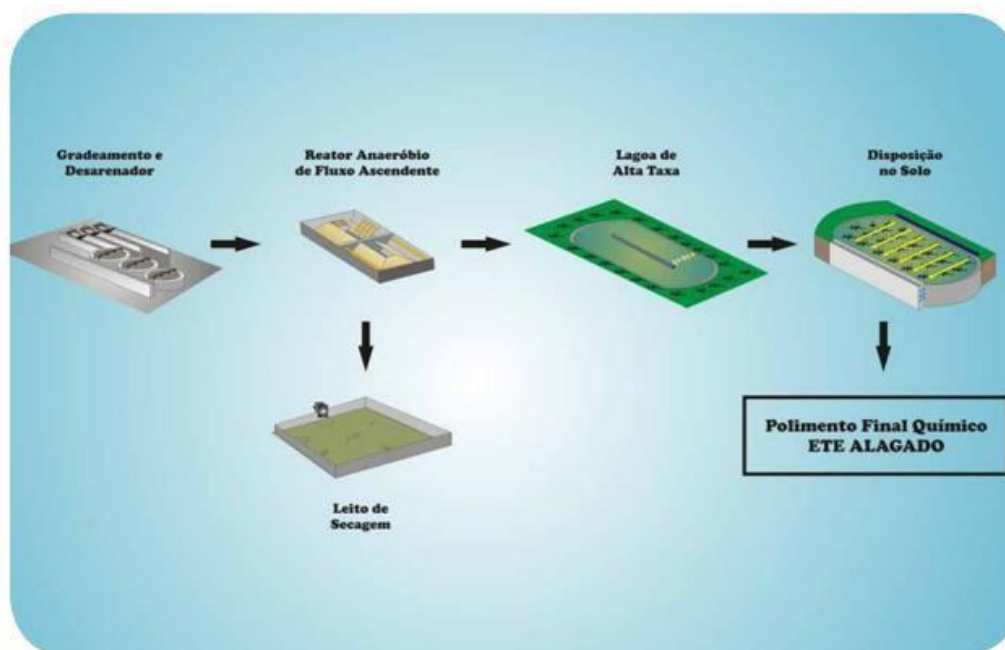 Gradeamento e
Desarenador
Reator Anaeróbio
de Fluxo Ascendente
Lagoa de
Alta Taxa
Disposição
no Solo
Leito de
Secagem
Polimento Final Químico
ETE ALAGADO